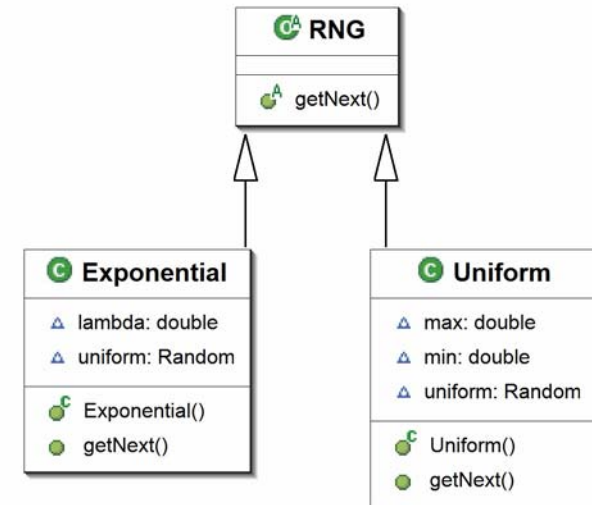 RNG
getNext()
Exponential
lambda: double
uniform: Random
Exponential()
getNext()
Uniform
max: double
min: double
uniform: Random
Uniform()
getNext()